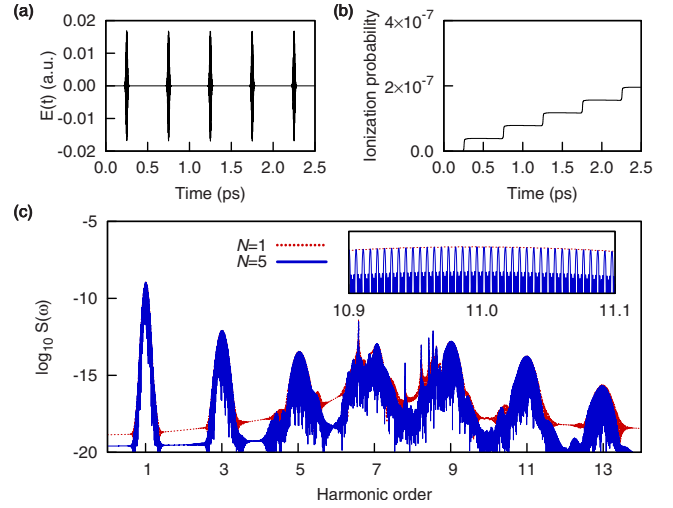 (a)
0.02
0.01
0.00
-0.01
-0.02
E(t) (a.u.)
0.0 0.5 1.0 1.5 2.0 2.5
Time (ps)
(b)
4×10⁻⁷
2×10⁻⁷
0.0
Ionization probability
0.0 0.5 1.0 1.5 2.0 2.5
Time (ps)
(c)
-5
-10
-15
-20
log₁₀ S(ω)
N=1
N=5
10.9 11.0 11.1
1 3 5 7 9 11 13
Harmonic order